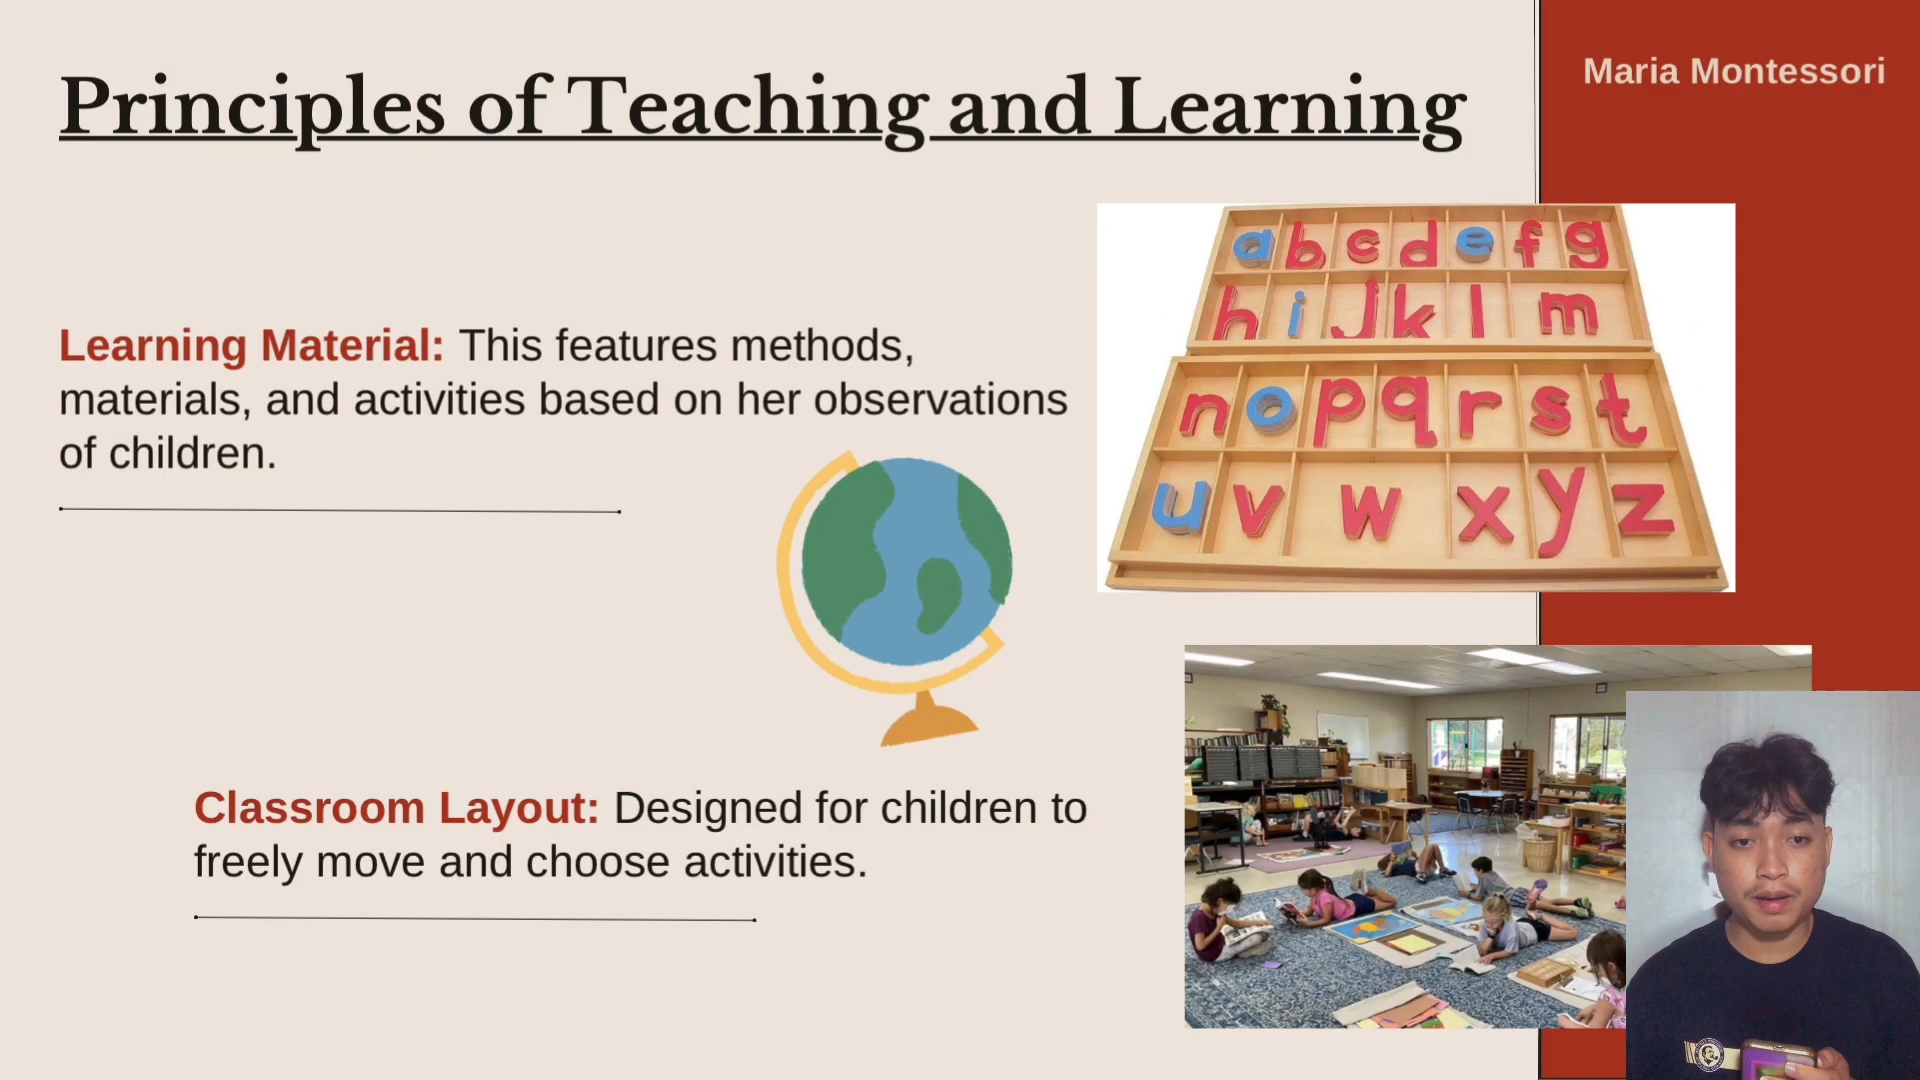 Principles of Teaching and Learning
Maria Montessori
Learning Material: This features methods,
materials, and activities based on her observations
of children.
a b c d e f g
h i j k l m
n o p q r s t
u v w x y z
Classroom Layout: Designed for children to
freely move and choose activities.